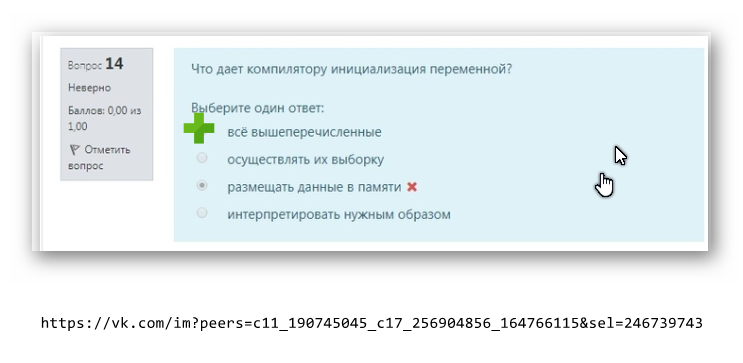 Вопрос 14
Неверно
Баллов: 0,00 из
1,00
Отметить
вопрос
Что дает компилятору инициализация переменной?
Выберите один ответ:
всё вышеперечисленные
осуществлять их выборку
размещать данные в памяти
интерпретировать нужным образом
https://vk.com/im?peers=c11_190745045_c17_256904856_164766115&sel=246739743